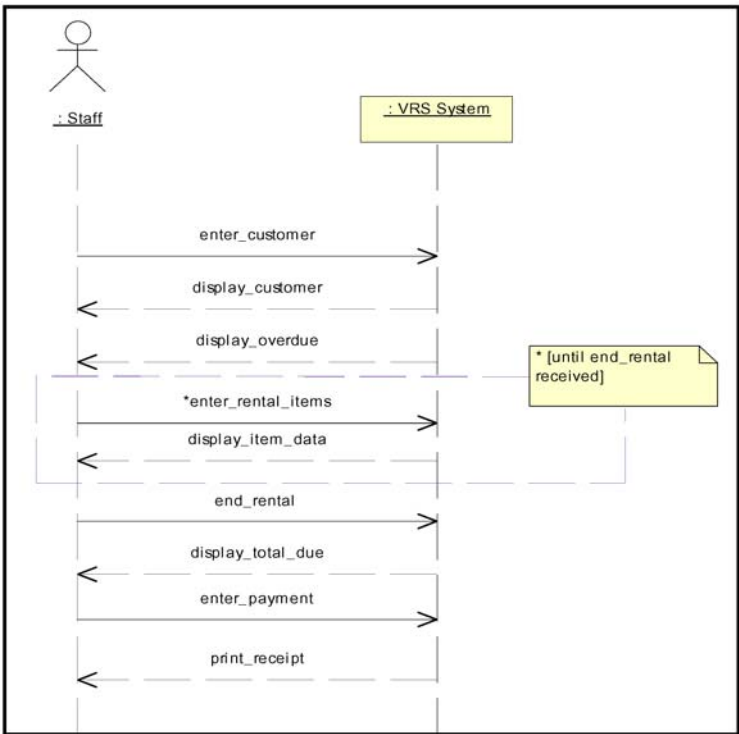 : Staff
: VRS System
enter_customer
display_customer
display_overdue
* [until end_rental
received]
*enter_rental_items
display_item_data
end_rental
display_total_due
enter_payment
print_receipt